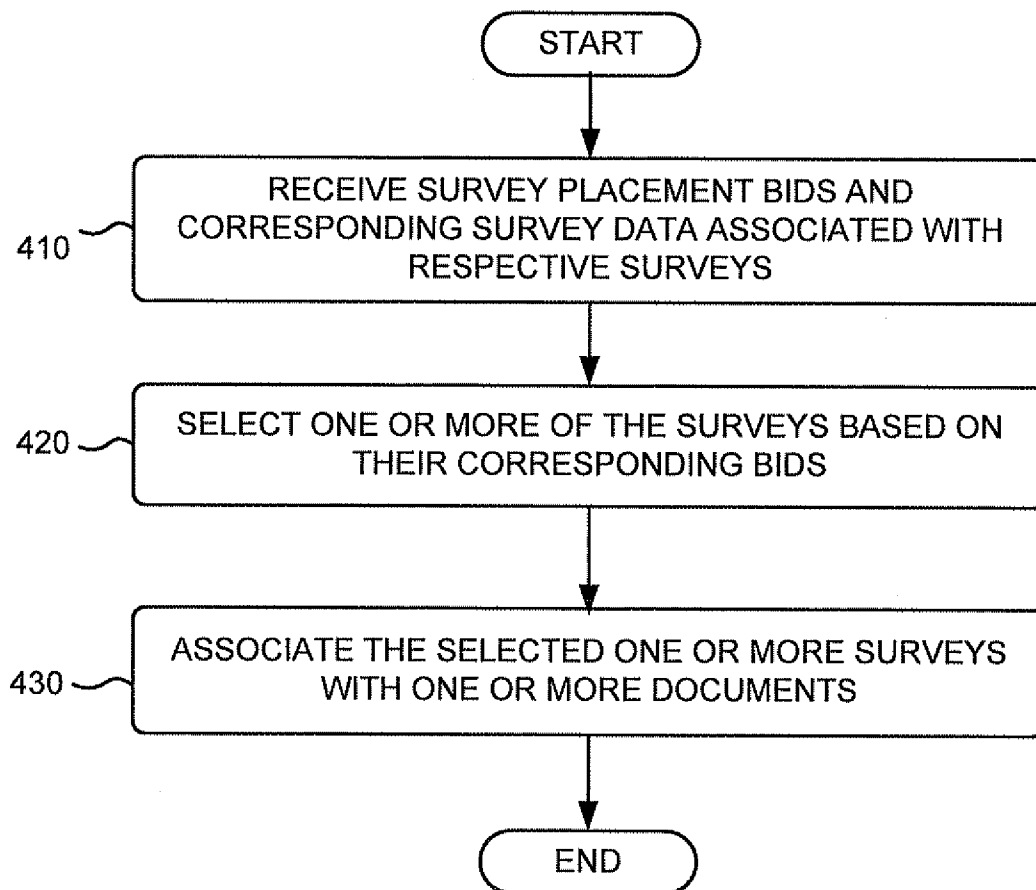 START
RECEIVE SURVEY PLACEMENT BIDS AND
CORRESPONDING SURVEY DATA ASSOCIATED WITH
RESPECTIVE SURVEYS
410
SELECT ONE OR MORE OF THE SURVEYS BASED ON
THEIR CORRESPONDING BIDS
420
ASSOCIATE THE SELECTED ONE OR MORE SURVEYS
WITH ONE OR MORE DOCUMENTS
430
END